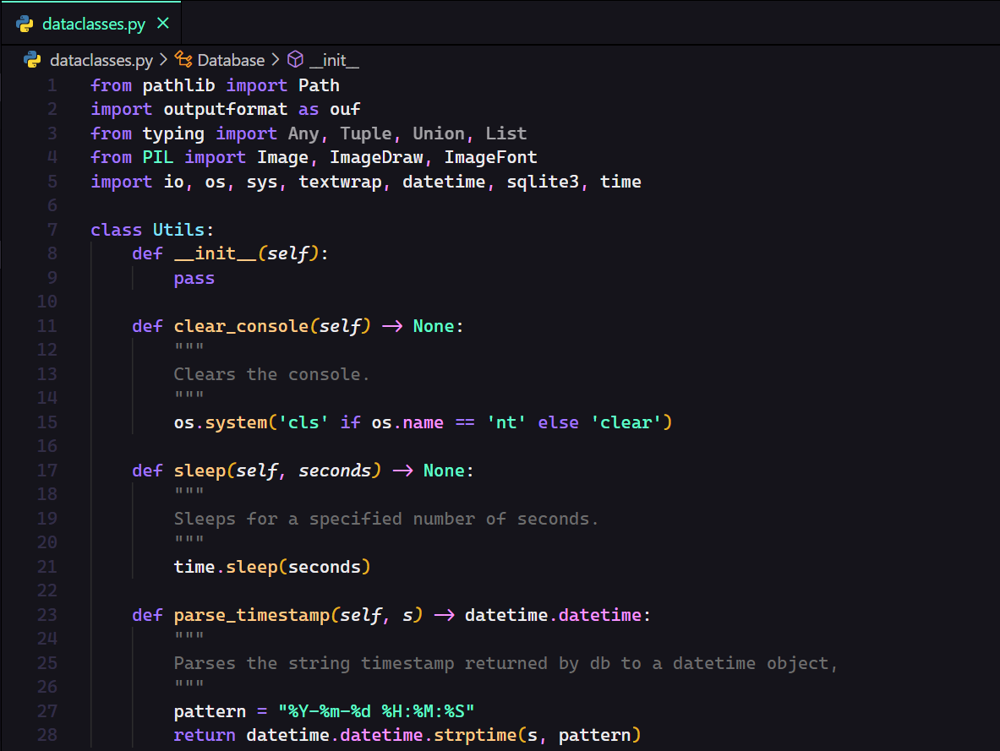 dataclasses.py ×
dataclasses.py > Database > __init__
1 from pathlib import Path
2 import outputformat as ouf
3 from typing import Any, Tuple, Union, List
4 from PIL import Image, ImageDraw, ImageFont
5 import io, os, sys, textwrap, datetime, sqlite3, time
6
7 class Utils:
8     def __init__(self):
9         pass
10
11     def clear_console(self) -> None:
12         """
13         Clears the console.
14         """
15         os.system('cls' if os.name == 'nt' else 'clear')
16
17     def sleep(self, seconds) -> None:
18         """
19         Sleeps for a specified number of seconds.
20         """
21         time.sleep(seconds)
22
23     def parse_timestamp(self, s) -> datetime.datetime:
24         """
25         Parses the string timestamp returned by db to a datetime object,
26         """
27         pattern = "%Y-%m-%d %H:%M:%S"
28         return datetime.datetime.strptime(s, pattern)